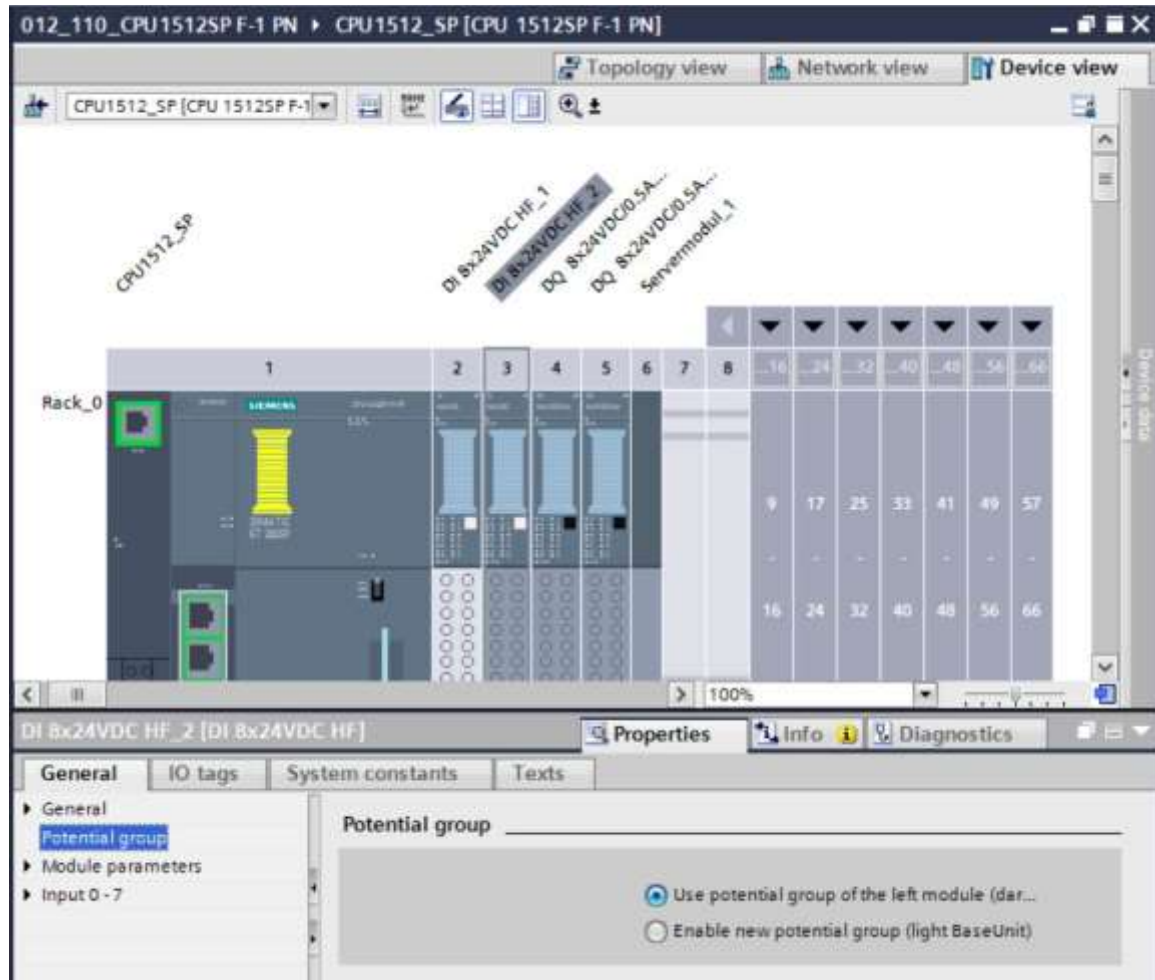 012_110_CPU1512SP F-1 PN ▸ CPU1512_SP [CPU 1512SP F-1 PN]
Topology view Network view Device view
CPU1512_SP [CPU 1512SP F-1
CPU1512_SP
DI 8x24VDC HF_1
DI 8x24VDC HF_2
DQ 8x24VDC/0.5A...
DQ 8x24VDC/0.5A...
Servermodul_1
1 2 3 4 5 6 7 8 ...16 ...24 ...32 ...40 ...48 ...56 ...66
Rack_0
SIEMENS
SIMATIC
ET 200SP
9 17 25 33 41 49 57
- - - - - - -
16 24 32 40 48 56 66
Device data
100%
DI 8x24VDC HF_2 [DI 8x24VDC HF]
Properties Info Diagnostics
General IO tags System constants Texts
General
Potential group
Module parameters
Input 0 - 7
Potential group
Use potential group of the left module (dar...
Enable new potential group (light BaseUnit)